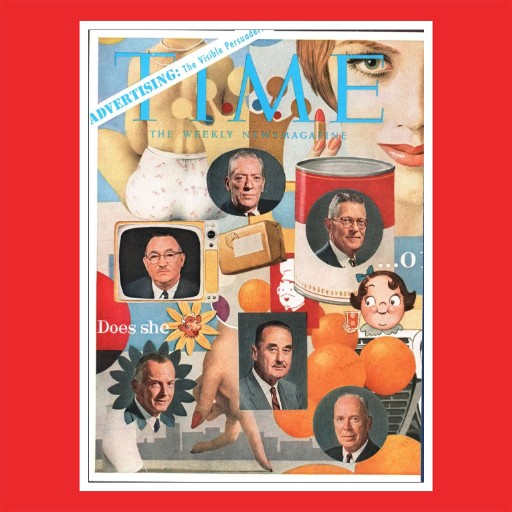 ADVERTISING: The Visible Persuaders
TIME
THE WEEKLY NEWSMAGAZINE
...O
Does she